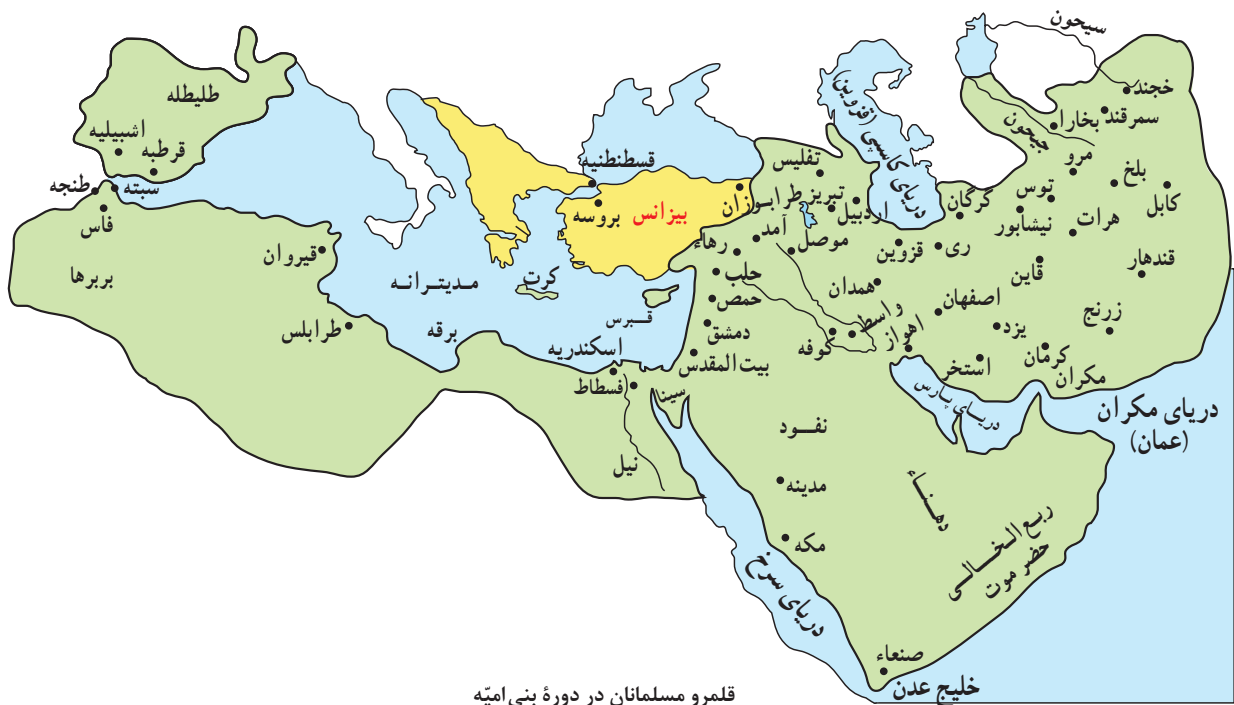 سیحون
خجند
سمرقند
بخارا
جیحون
مرو
بلخ
کابل
توس
نیشابور
هرات
گرگان
دریای کاسپی (قزوین)
تفلیس
تبریز
اردبیل
طرابوزان
آمد
موصل
رهاء
قزوین
ری
قاین
قندهار
همدان
اصفهان
یزد
زرنج
واسط
کوفه
اهواز
استخر
کرمان
مکران
دریای پارس
دریای مکران
(عمان)
طلیطله
اشبیلیه
قرطبه
سبته
طنجه
فاس
بربرها
قیروان
طرابلس
مدیترانه
برقه
کرت
قبرس
قسطنطنیه
بروسه
بیزانس
حلب
حمص
دمشق
بیت‌المقدس
اسکندریه
فسطاط
سینا
نیل
نفود
مدینه
مکه
دهناء
ربع الخالی
حضرموت
دریای سرخ
صنعاء
خلیج عدن
قلمرو مسلمانان در دورهٔ بنی‌امیّه